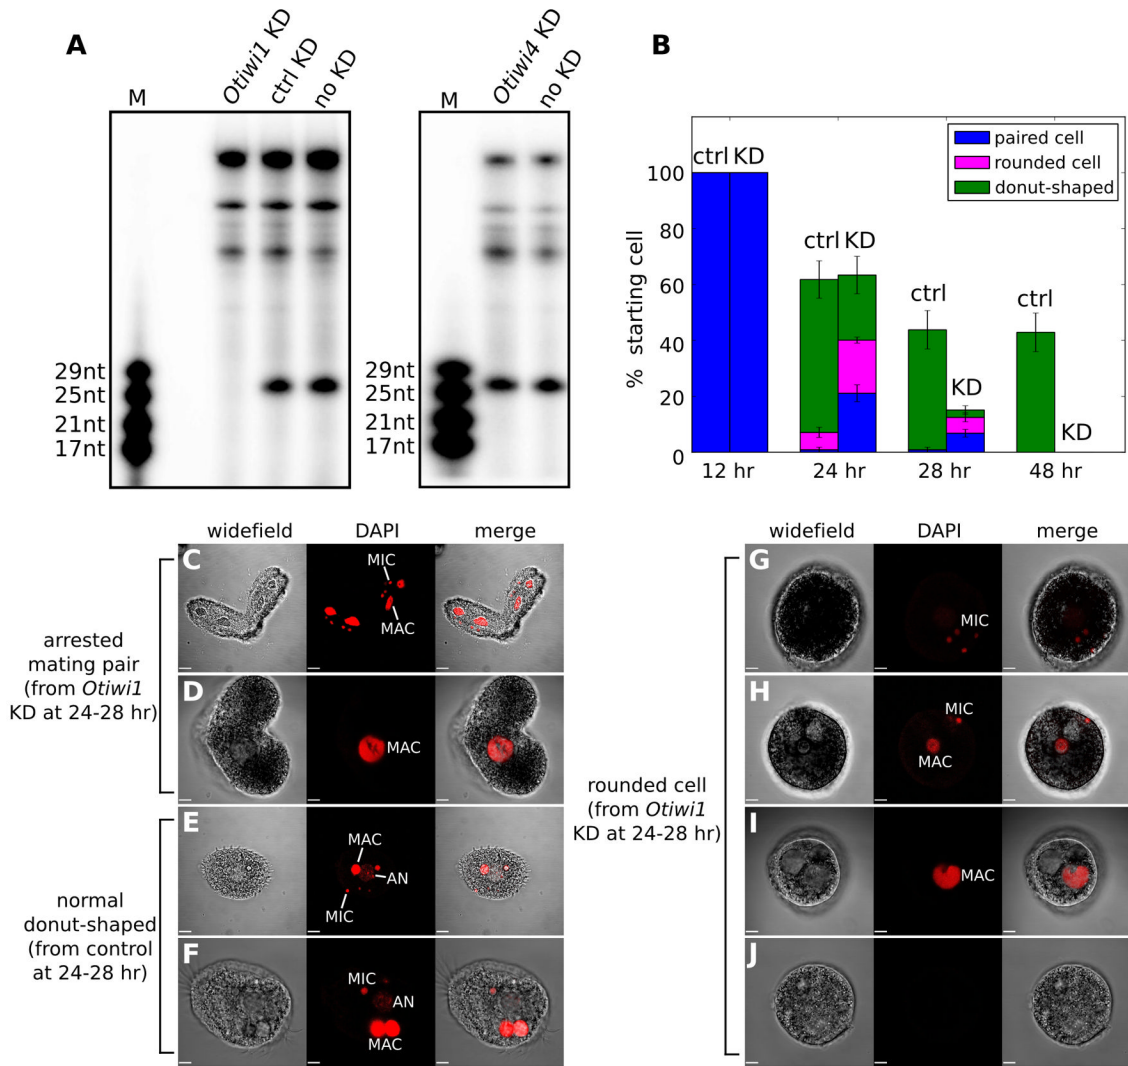 A
M
Otiwi1 KD
ctrl KD
no KD
29nt
25nt
21nt
17nt
M
Otiwi4 KD
no KD
29nt
25nt
21nt
17nt
B
% starting cell
100
80
60
40
20
0
paired cell
rounded cell
donut-shaped
ctrl KD
ctrl KD
ctrl
KD
ctrl
KD
12 hr
24 hr
28 hr
48 hr
widefield DAPI merge
arrested
mating pair
(from Otiwi1
KD at 24-28 hr)
C
MIC
MAC
D
MAC
normal
donut-shaped
(from control
at 24-28 hr)
E
MAC
AN
MIC
F
MIC
AN
MAC
widefield DAPI merge
rounded cell
(from Otiwi1
KD at 24-28 hr)
G
MIC
H
MIC
MAC
I
MAC
J